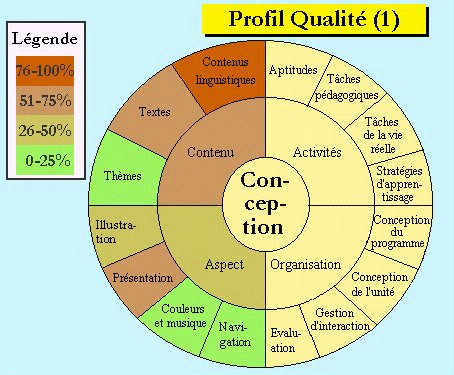 Profil Qualité (1)
Légende
76-100%
51-75%
26-50%
0-25%
Contenus
linguistiques
Aptitudes
Tâches
pédagogiques
Textes
Tâches
de la vie
réelle
Contenu
Activités
Thèmes
Stratégies
d'appren-
tissage
Con-
cep-
tion
Illustra-
tion
Conception
du
programme
Aspect
Organisation
Présentation
Conception
de l'unité
Couleurs
et musique
Navi-
gation
Evalu-
ation
Gestion
d'interaction